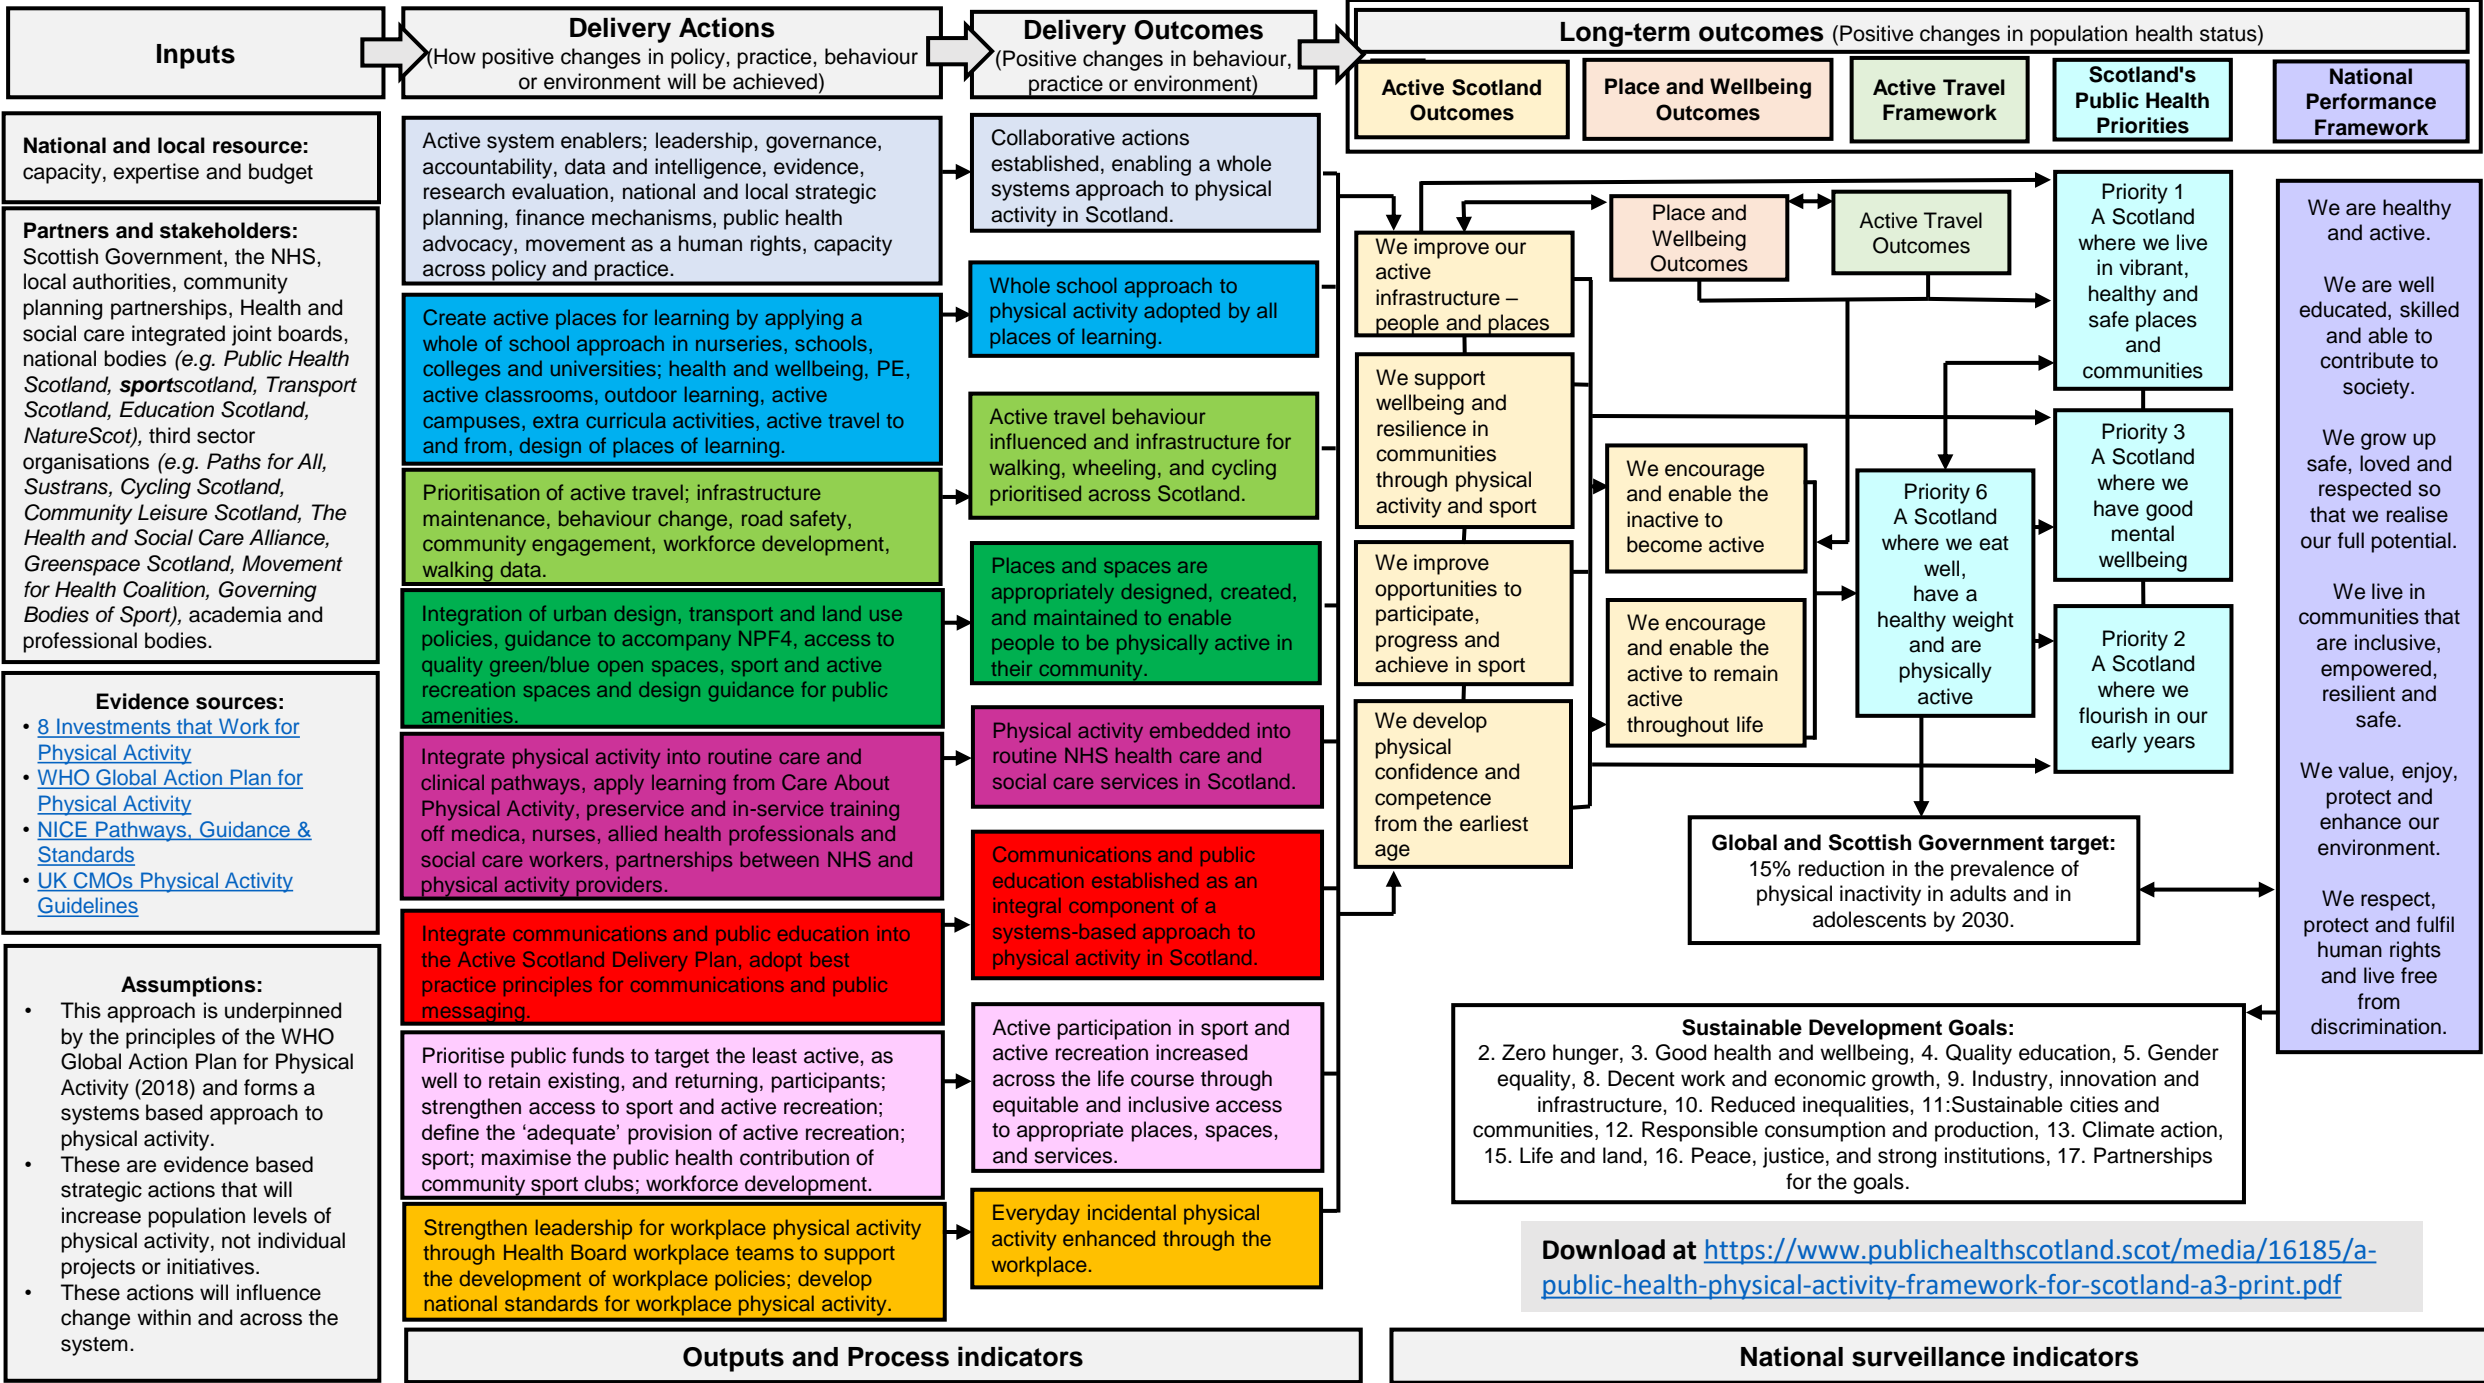 Inputs
Delivery Actions
(How positive changes in policy, practice, behaviour
or environment will be achieved)
Delivery Outcomes
(Positive changes in behaviour,
practice or environment)
Long-term outcomes (Positive changes in population health status)
Active Scotland
Outcomes
Place and Wellbeing
Outcomes
Active Travel
Framework
Scotland's
Public Health
Priorities
National
Performance
Framework
National and local resource:
capacity, expertise and budget
Partners and stakeholders:
Scottish Government, the NHS,
local authorities, community
planning partnerships, Health and
social care integrated joint boards,
national bodies (e.g. Public Health
Scotland, sportscotland, Transport
Scotland, Education Scotland,
NatureScot), third sector
organisations (e.g. Paths for All,
Sustrans, Cycling Scotland,
Community Leisure Scotland, The
Health and Social Care Alliance,
Greenspace Scotland, Movement
for Health Coalition, Governing
Bodies of Sport), academia and
professional bodies.
Evidence sources:
• 8 Investments that Work for
Physical Activity
• WHO Global Action Plan for
Physical Activity
• NICE Pathways, Guidance &
Standards
• UK CMOs Physical Activity
Guidelines
Assumptions:
• This approach is underpinned
by the principles of the WHO
Global Action Plan for Physical
Activity (2018) and forms a
systems based approach to
physical activity.
• These are evidence based
strategic actions that will
increase population levels of
physical activity, not individual
projects or initiatives.
• These actions will influence
change within and across the
system.
Active system enablers; leadership, governance,
accountability, data and intelligence, evidence,
research evaluation, national and local strategic
planning, finance mechanisms, public health
advocacy, movement as a human rights, capacity
across policy and practice.
Create active places for learning by applying a
whole of school approach in nurseries, schools,
colleges and universities; health and wellbeing, PE,
active classrooms, outdoor learning, active
campuses, extra curricula activities, active travel to
and from, design of places of learning.
Prioritisation of active travel; infrastructure
maintenance, behaviour change, road safety,
community engagement, workforce development,
walking data.
Integration of urban design, transport and land use
policies, guidance to accompany NPF4, access to
quality green/blue open spaces, sport and active
recreation spaces and design guidance for public
amenities.
Integrate physical activity into routine care and
clinical pathways, apply learning from Care About
Physical Activity, preservice and in-service training
off medica, nurses, allied health professionals and
social care workers, partnerships between NHS and
physical activity providers.
Integrate communications and public education into
the Active Scotland Delivery Plan, adopt best
practice principles for communications and public
messaging.
Prioritise public funds to target the least active, as
well to retain existing, and returning, participants;
strengthen access to sport and active recreation;
define the ‘adequate’ provision of active recreation;
sport; maximise the public health contribution of
community sport clubs; workforce development.
Strengthen leadership for workplace physical activity
through Health Board workplace teams to support
the development of workplace policies; develop
national standards for workplace physical activity.
Collaborative actions
established, enabling a whole
systems approach to physical
activity in Scotland.
Whole school approach to
physical activity adopted by all
places of learning.
Active travel behaviour
influenced and infrastructure for
walking, wheeling, and cycling
prioritised across Scotland.
Places and spaces are
appropriately designed, created,
and maintained to enable
people to be physically active in
their community.
Physical activity embedded into
routine NHS health care and
social care services in Scotland.
Communications and public
education established as an
integral component of a
systems-based approach to
physical activity in Scotland.
Active participation in sport and
active recreation increased
across the life course through
equitable and inclusive access
to appropriate places, spaces,
and services.
Everyday incidental physical
activity enhanced through the
workplace.
We improve our
active
infrastructure –
people and places
We support
wellbeing and
resilience in
communities
through physical
activity and sport
We improve
opportunities to
participate,
progress and
achieve in sport
We develop
physical
confidence and
competence
from the earliest
age
Place and
Wellbeing
Outcomes
Active Travel
Outcomes
We encourage
and enable the
inactive to
become active
We encourage
and enable the
active to remain
active
throughout life
Priority 6
A Scotland
where we eat
well,
have a
healthy weight
and are
physically
active
Priority 1
A Scotland
where we live
in vibrant,
healthy and
safe places
and
communities
Priority 3
A Scotland
where we
have good
mental
wellbeing
Priority 2
A Scotland
where we
flourish in our
early years
We are healthy
and active.
We are well
educated, skilled
and able to
contribute to
society.
We grow up
safe, loved and
respected so
that we realise
our full potential.
We live in
communities that
are inclusive,
empowered,
resilient and
safe.
We value, enjoy,
protect and
enhance our
environment.
We respect,
protect and fulfil
human rights
and live free
from
discrimination.
Global and Scottish Government target:
15% reduction in the prevalence of
physical inactivity in adults and in
adolescents by 2030.
Sustainable Development Goals:
2. Zero hunger, 3. Good health and wellbeing, 4. Quality education, 5. Gender
equality, 8. Decent work and economic growth, 9. Industry, innovation and
infrastructure, 10. Reduced inequalities, 11:Sustainable cities and
communities, 12. Responsible consumption and production, 13. Climate action,
15. Life and land, 16. Peace, justice, and strong institutions, 17. Partnerships
for the goals.
Download at https://www.publichealthscotland.scot/media/16185/a-
public-health-physical-activity-framework-for-scotland-a3-print.pdf
Outputs and Process indicators
National surveillance indicators